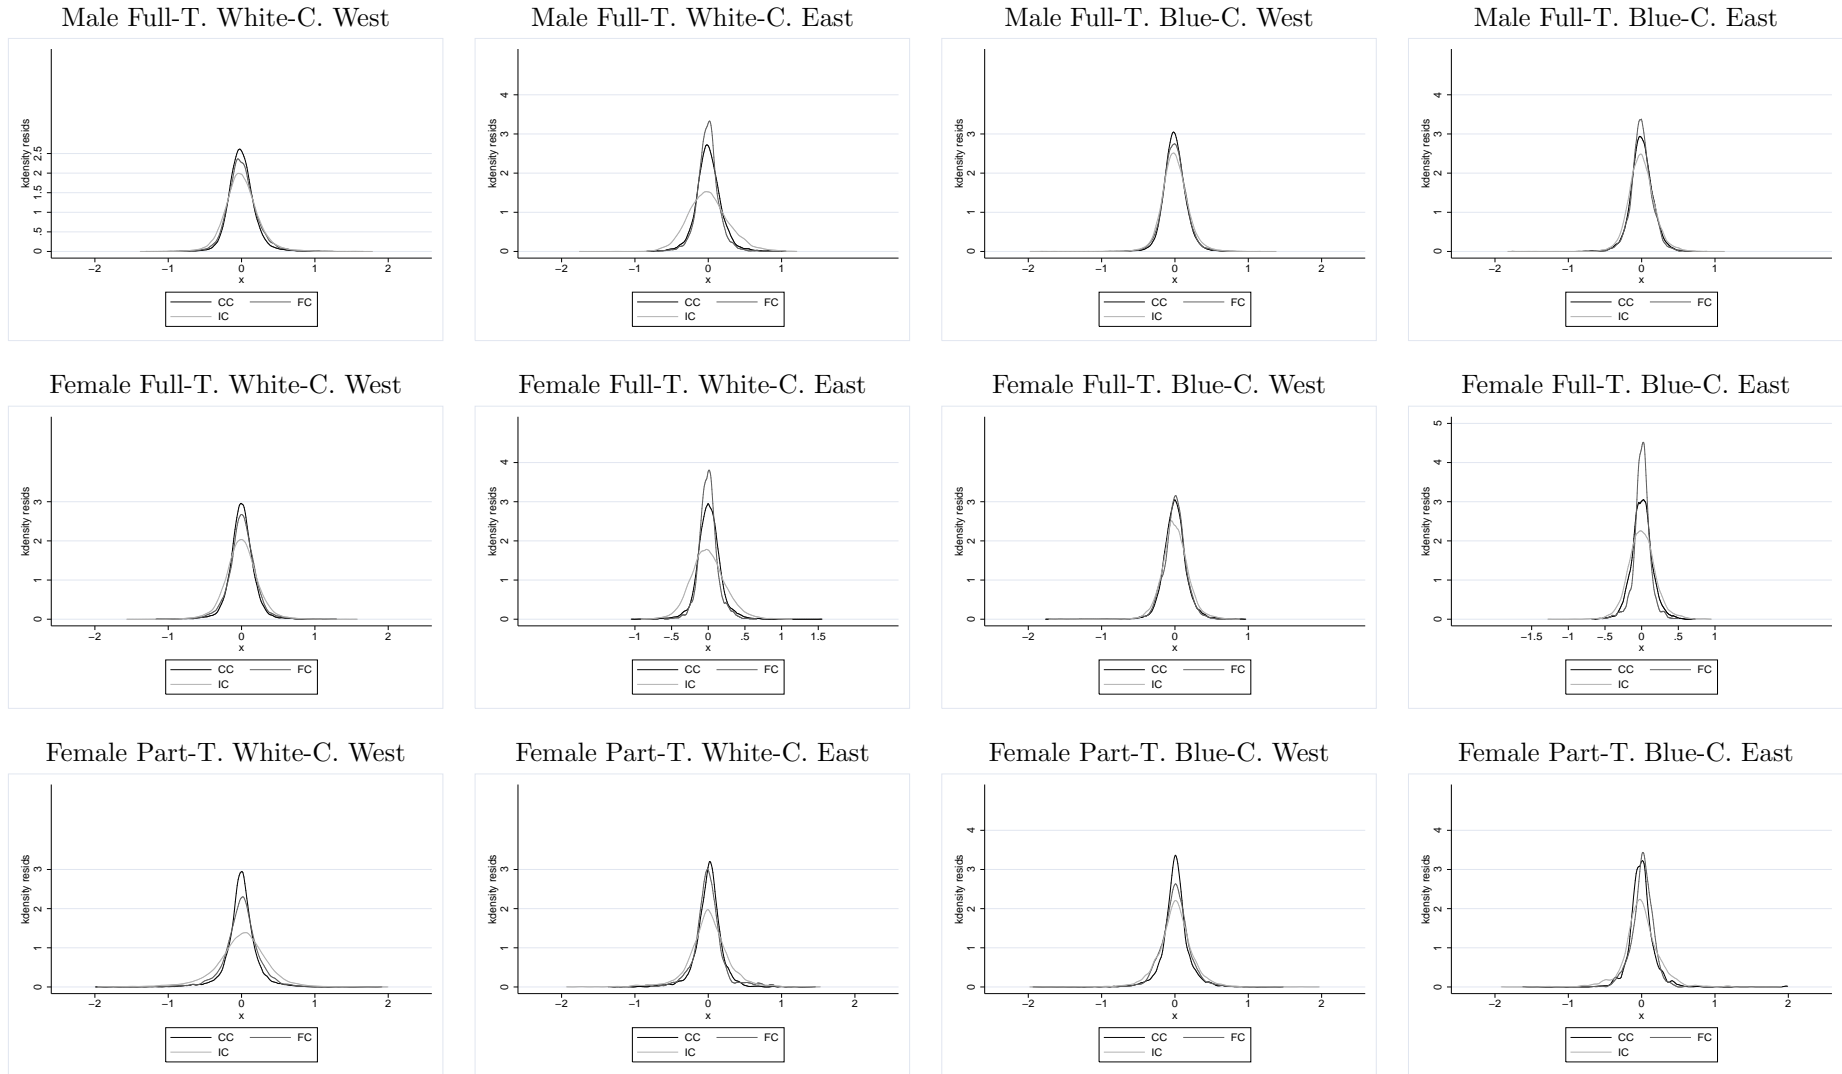 Male Full-T. White-C. West
kdensity resids
0 .5 1 1.5 2 2.5
−2 −1 0 1 2
x
CC FC
IC
Male Full-T. White-C. East
kdensity resids
0 1 2 3 4
−2 −1 0 1
x
CC FC
IC
Male Full-T. Blue-C. West
kdensity resids
0 1 2 3
−2 −1 0 1 2
x
CC FC
IC
Male Full-T. Blue-C. East
kdensity resids
0 1 2 3 4
−2 −1 0 1
x
CC FC
IC
Female Full-T. White-C. West
kdensity resids
0 1 2 3
−2 −1 0 1 2
x
CC FC
IC
Female Full-T. White-C. East
kdensity resids
0 1 2 3 4
−1 −.5 0 .5 1 1.5
x
CC FC
IC
Female Full-T. Blue-C. West
kdensity resids
0 1 2 3
−2 −1 0 1
x
CC FC
IC
Female Full-T. Blue-C. East
kdensity resids
0 1 2 3 4 5
−1.5 −1 −.5 0 .5 1
x
CC FC
IC
Female Part-T. White-C. West
kdensity resids
0 1 2 3
−2 −1 0 1 2
x
CC FC
IC
Female Part-T. White-C. East
kdensity resids
0 1 2 3
−2 −1 0 1 2
x
CC FC
IC
Female Part-T. Blue-C. West
kdensity resids
0 1 2 3 4
−2 −1 0 1 2
x
CC FC
IC
Female Part-T. Blue-C. East
kdensity resids
0 1 2 3 4
−2 −1 0 1 2
x
CC FC
IC